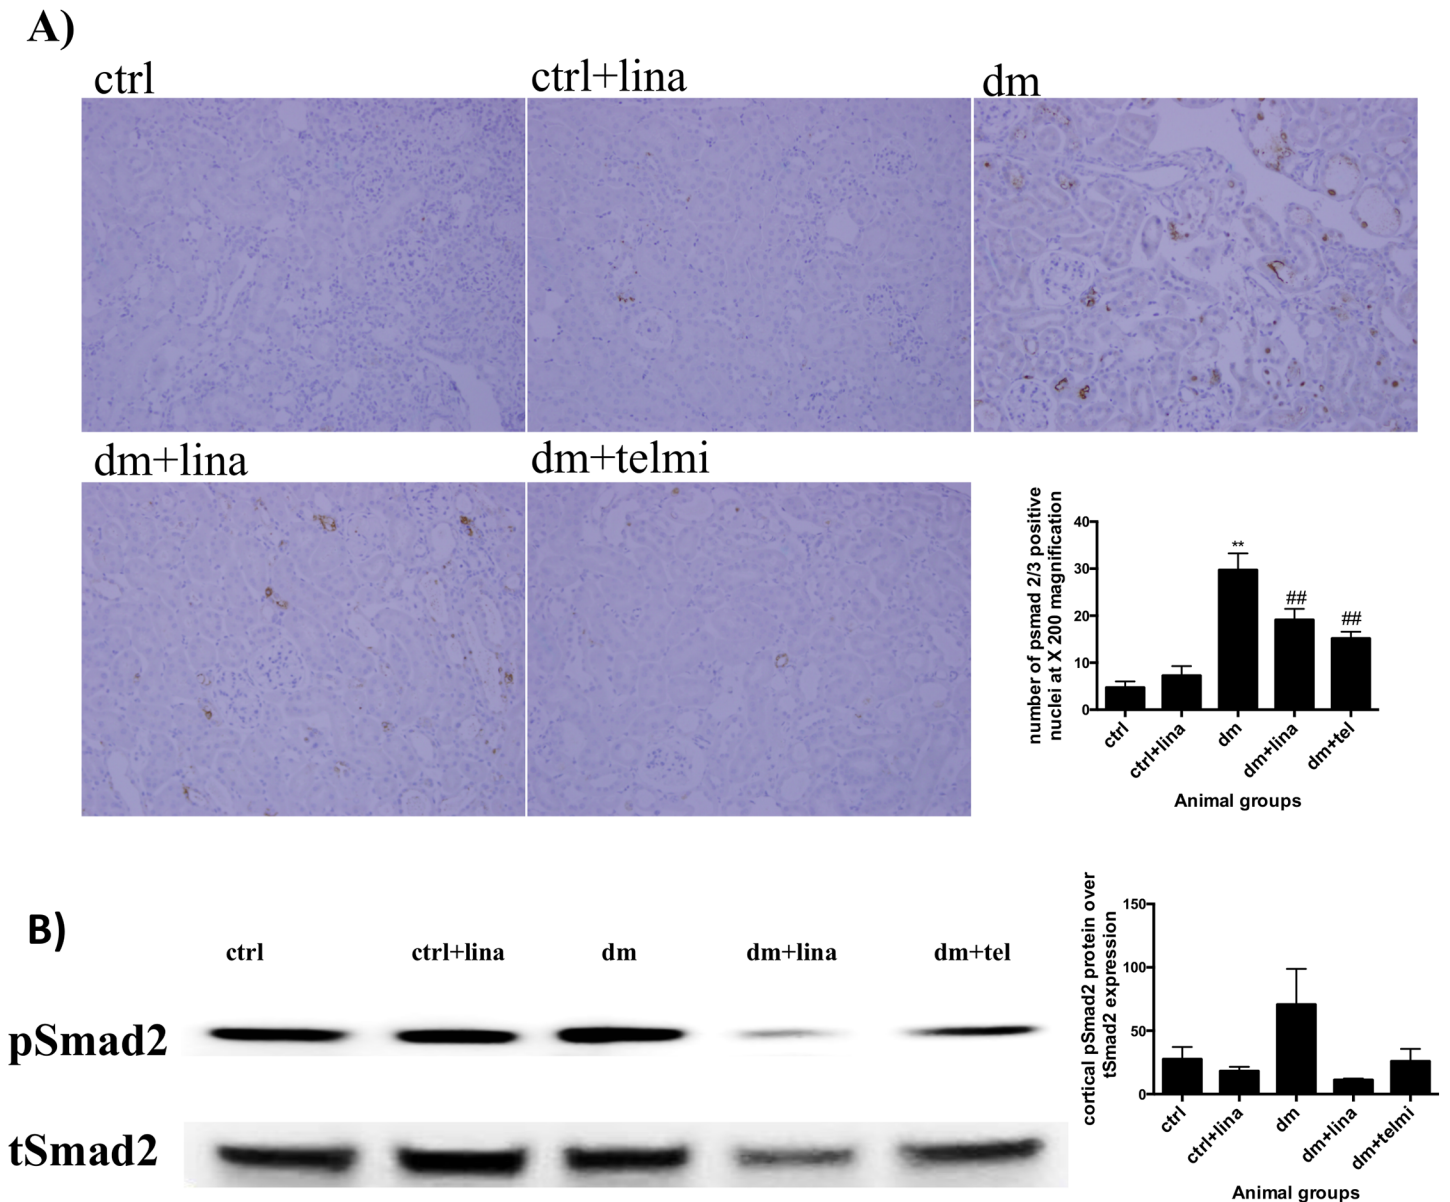 A)
ctrl
ctrl+lina
dm
dm+lina
dm+telmi
number of psmad 2/3 positive
nuclei at X 200 magnification
40
30
20
10
0
**
##
##
ctrl
ctrl+lina
dm
dm+lina
dm+tel
Animal groups
B)
ctrl
ctrl+lina
dm
dm+lina
dm+tel
pSmad2
tSmad2
cortical pSmad2 protein over
tSmad2 expression
150
100
50
0
ctrl
ctrl+lina
dm
dm+lina
dm+telmi
Animal groups